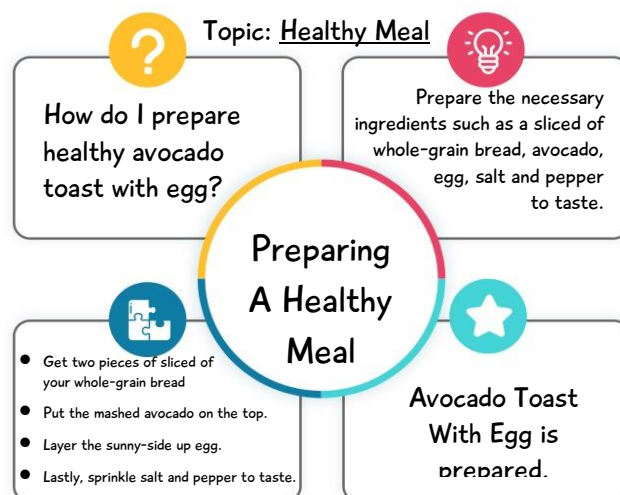 Topic: Healthy Meal
?
How do I prepare
healthy avocado
toast with egg?
Prepare the necessary
ingredients such as a sliced of
whole-grain bread, avocado,
egg, salt and pepper
to taste.
Preparing
A Healthy
Meal
● Get two pieces of sliced of
your whole-grain bread
● Put the mashed avocado on the top.
● Layer the sunny-side up egg.
● Lastly, sprinkle salt and pepper to taste.
Avocado Toast
With Egg is
prepared.